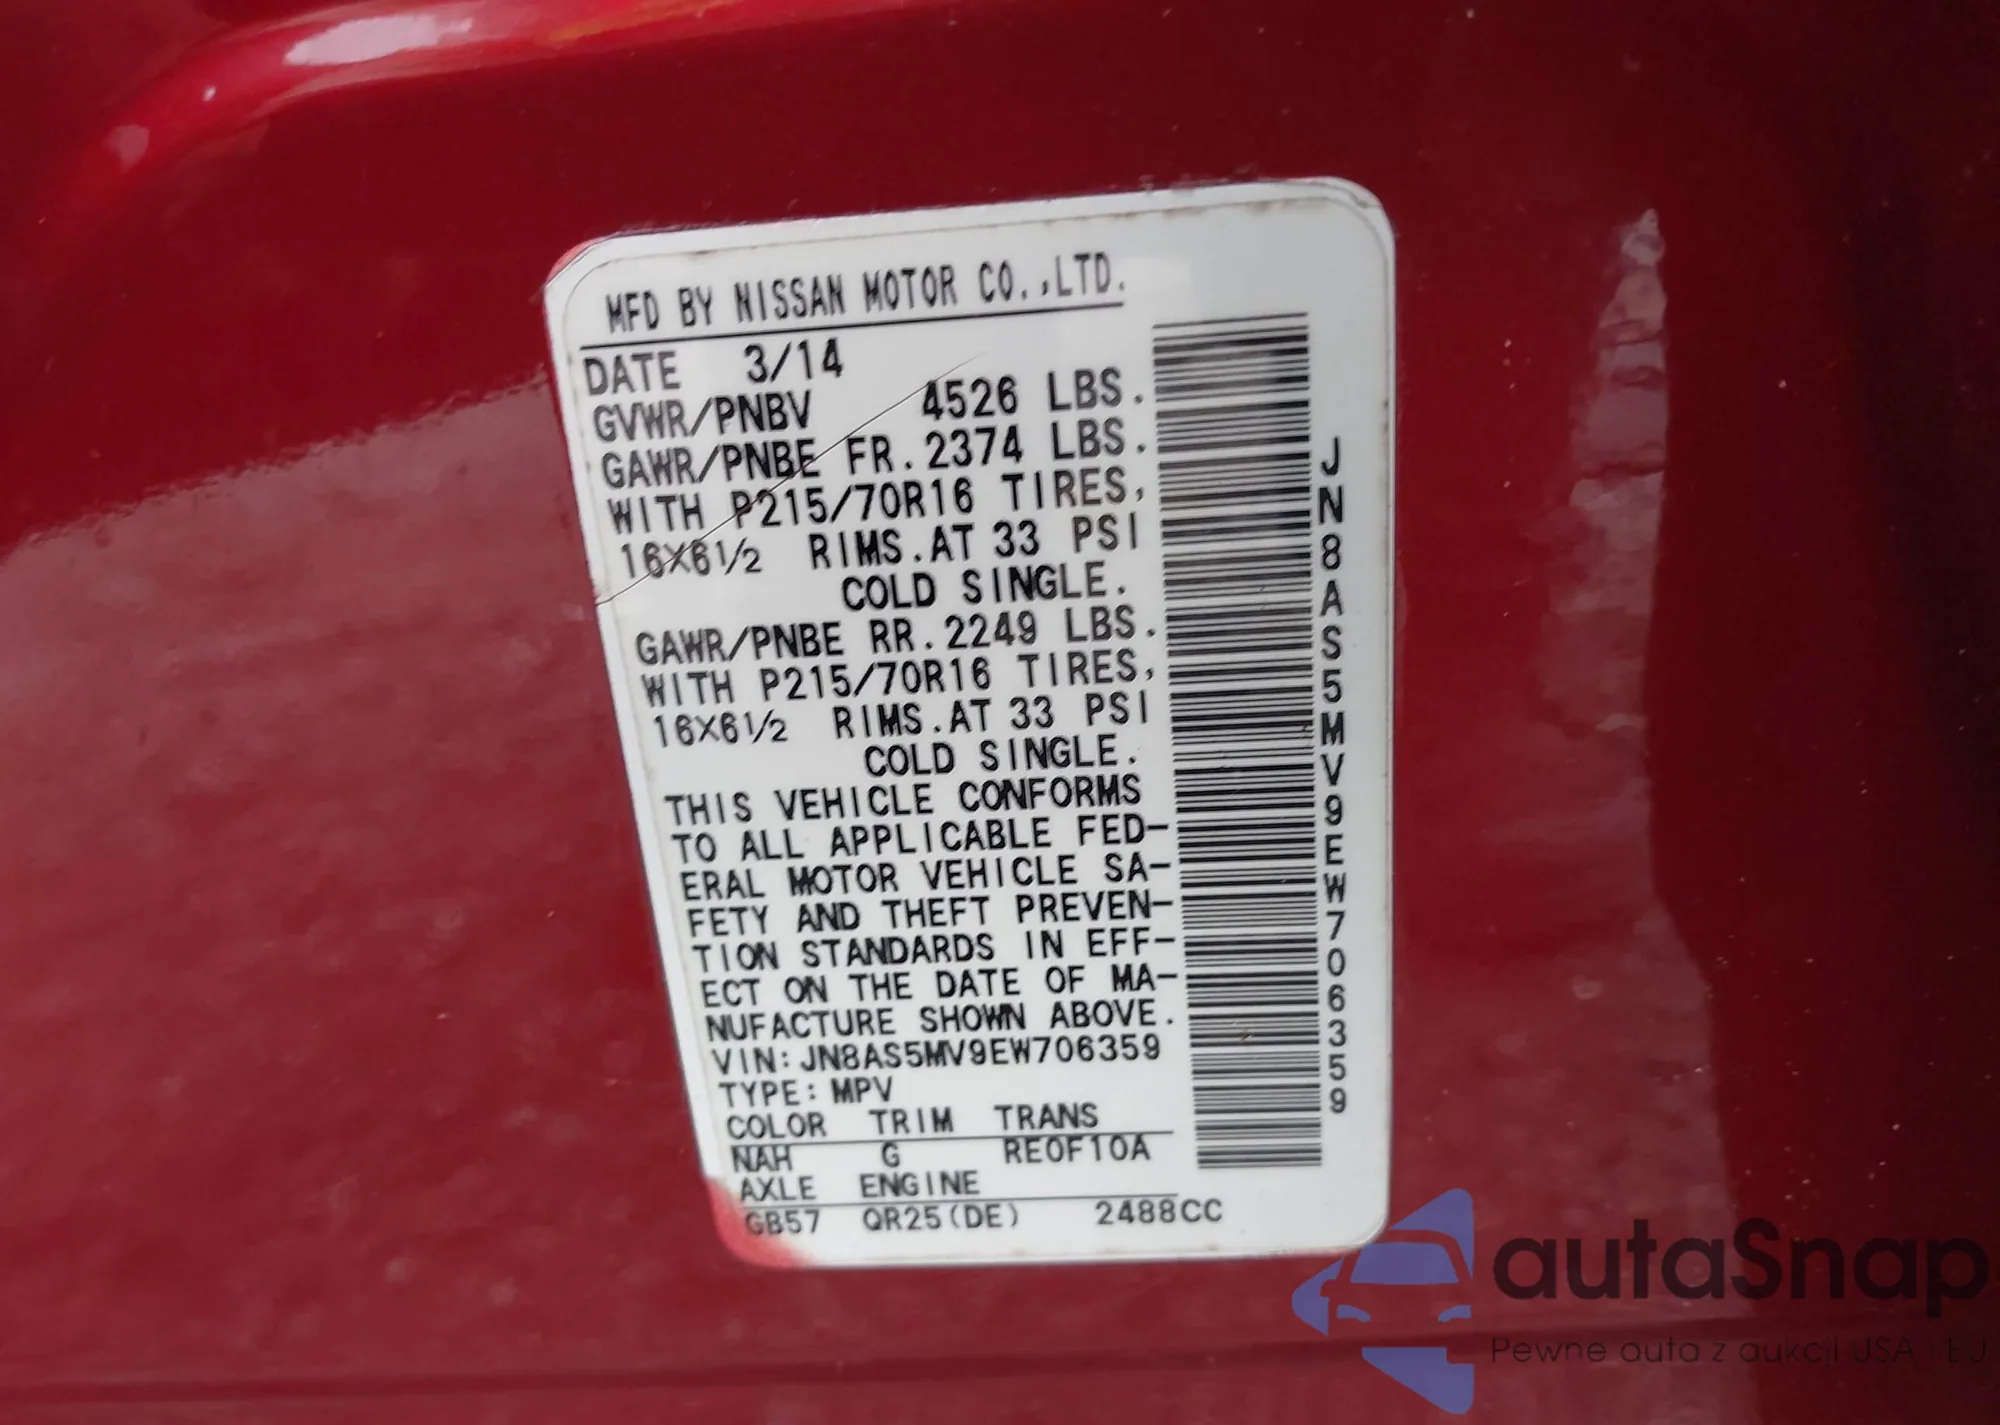 MFD BY NISSAN MOTOR CO.,LTD.
DATE 3/14
GVWR/PNBV 4526 LBS.
GAWR/PNBE FR. 2374 LBS.
WITH P215/70R16 TIRES,
16X6½ RIMS. AT 33 PSI
COLD SINGLE.
GAWR/PNBE RR. 2249 LBS.
WITH P215/70R16 TIRES,
16X6½ RIMS. AT 33 PSI
COLD SINGLE.
THIS VEHICLE CONFORMS
TO ALL APPLICABLE FED-
ERAL MOTOR VEHICLE SA-
FETY AND THEFT PREVEN-
TION STANDARDS IN EFF-
ECT ON THE DATE OF MA-
NUFACTURE SHOWN ABOVE.
VIN: JN8AS5MV9EW706359
TYPE: MPV
COLOR TRIM TRANS
NAH G RE0F10A
AXLE ENGINE
GB57 QR25(DE) 2488CC
JN8AS5MV9EW706359
autaSnap
Pewne auta z aukcji USA i EU